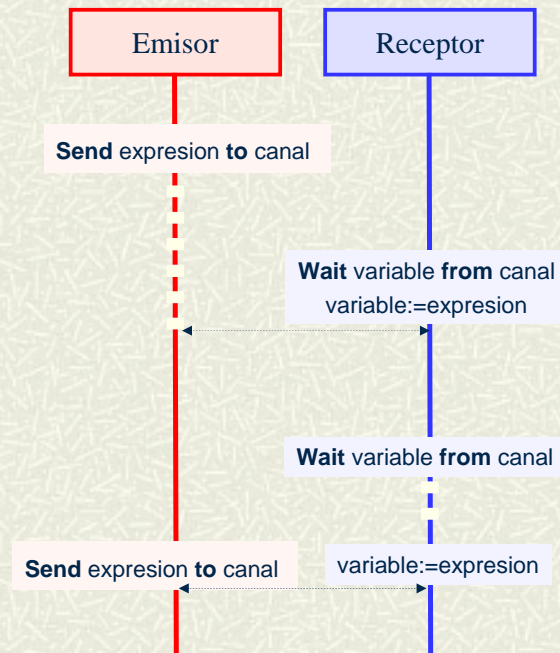 Emisor
Receptor
Send expresion to canal
Wait variable from canal
variable:=expresion
Wait variable from canal
Send expresion to canal
variable:=expresion